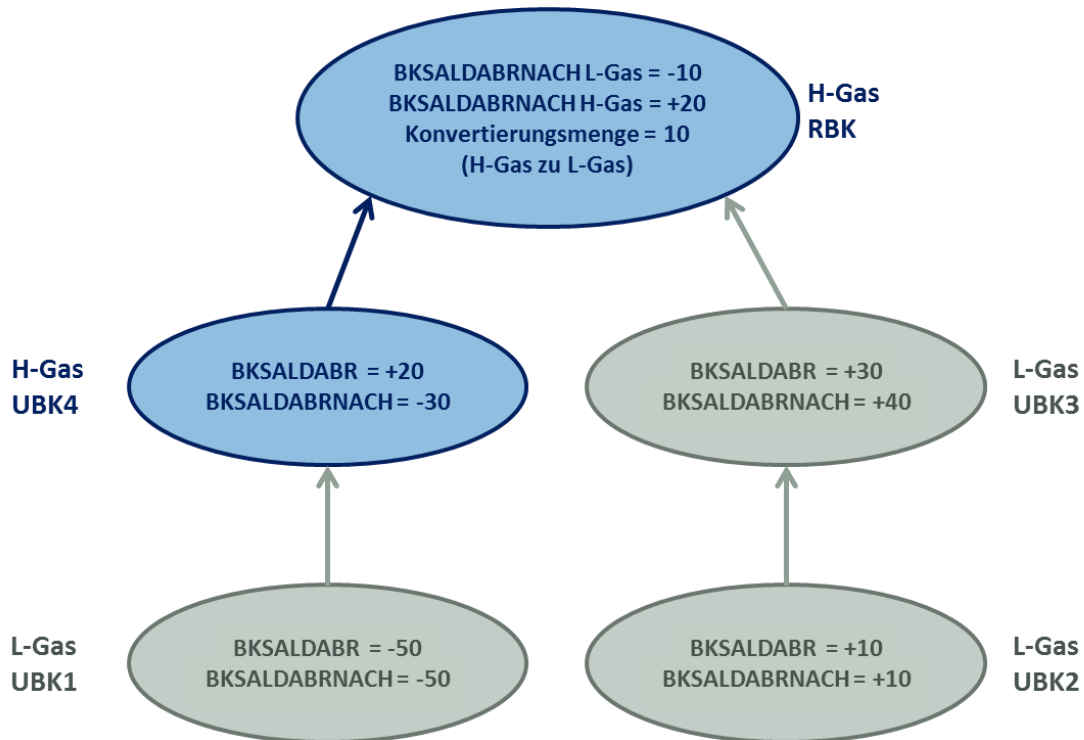 BKSALDABRNACH L-Gas = -10
BKSALDABRNACH H-Gas = +20
Konvertierungsmenge = 10
(H-Gas zu L-Gas)
H-Gas
RBK
H-Gas
UBK4
BKSALDABR = +20
BKSALDABRNACH = -30
BKSALDABR = +30
BKSALDABRNACH = +40
L-Gas
UBK3
L-Gas
UBK1
BKSALDABR = -50
BKSALDABRNACH = -50
BKSALDABR = +10
BKSALDABRNACH = +10
L-Gas
UBK2